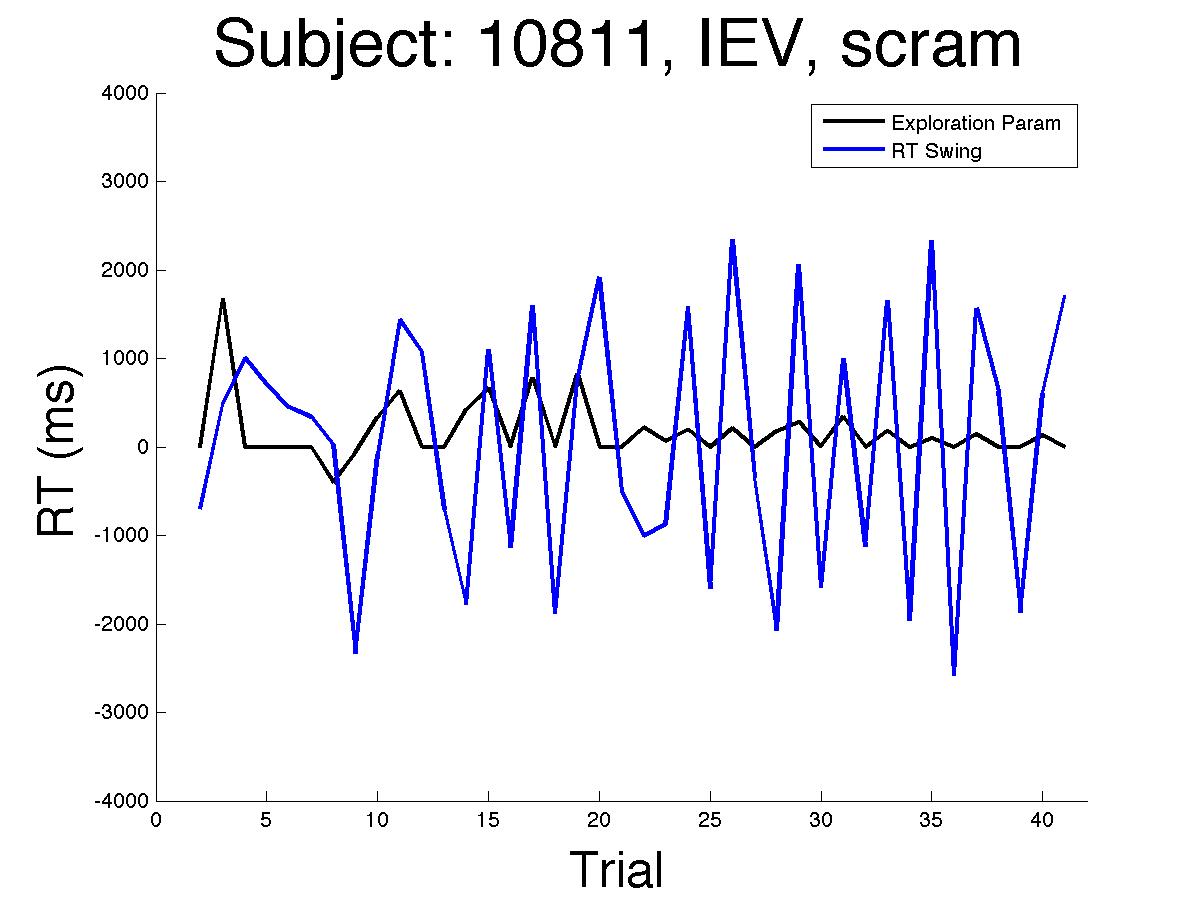 Subject: 10811, IEV, scram
Exploration Param
RT Swing
RT (ms)
4000
3000
2000
1000
0
-1000
-2000
-3000
-4000
0 5 10 15 20 25 30 35 40
Trial